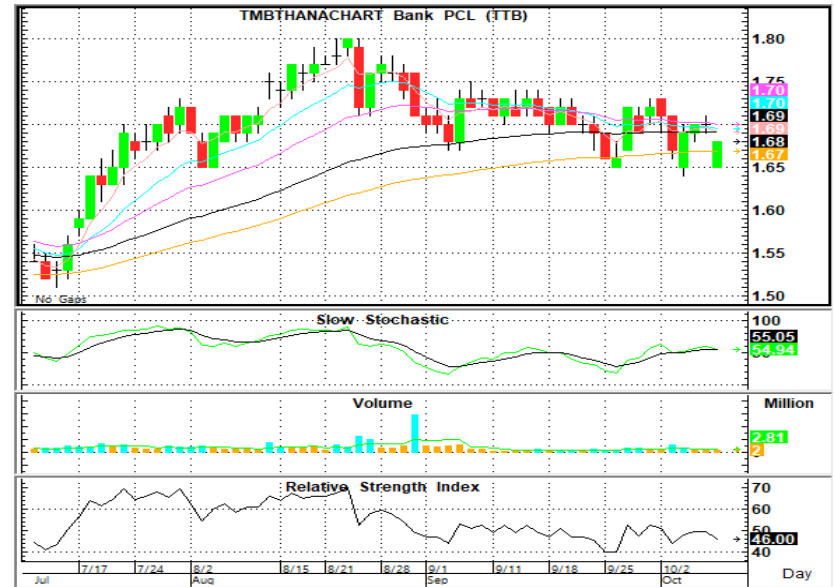 TMBTHANACHART Bank PCL (TTB)
1.80
1.75
1.70
1.70
1.69
1.69
1.68
1.67
1.65
1.60
1.55
1.50
No Gaps
Slow Stochastic
100
55.05
54.94
Volume
Million
2.81
2
Relative Strength Index
70
60
50
46.00
40
7/17 7/24 8/2 8/15 8/21 8/28 9/1 9/11 9/18 9/25 10/2
Jul Aug Sep Oct
Day